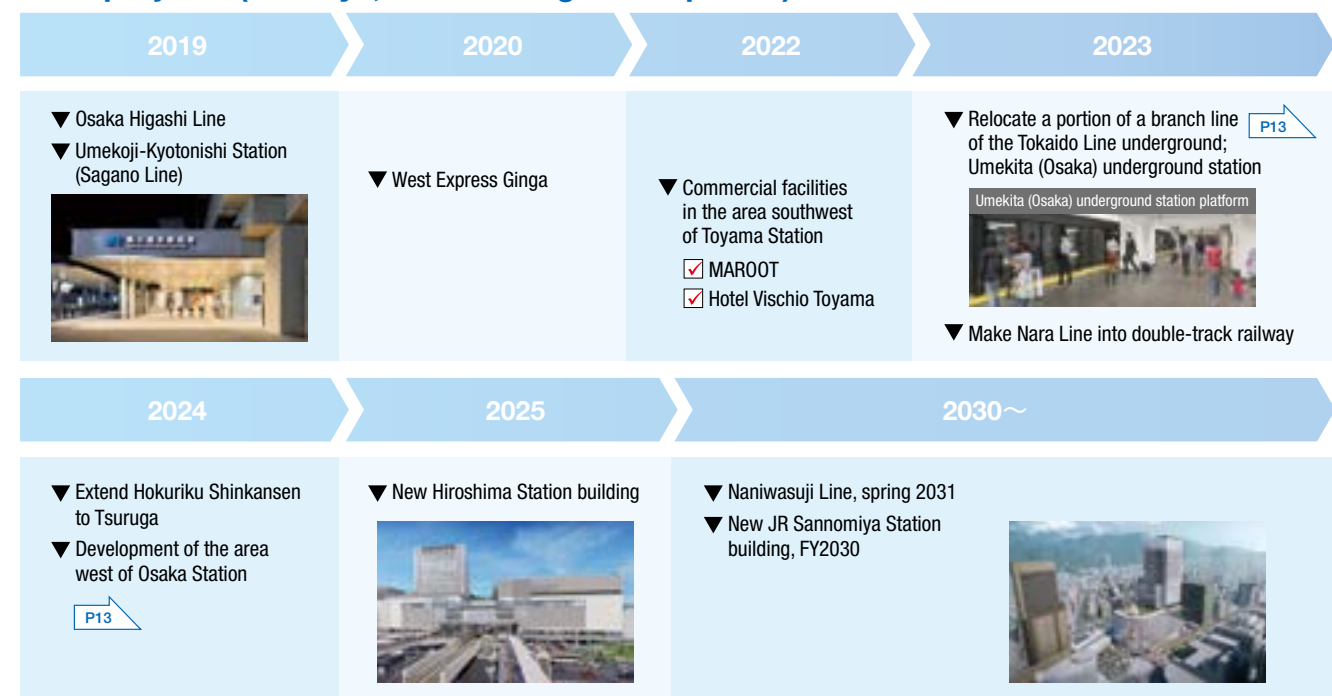 2019
2020
2022
2023
▼ Osaka Higashi Line
▼ Umekoji-Kyotonishi Station
(Sagano Line)
▼ West Express Ginga
▼ Commercial facilities
in the area southwest
of Toyama Station
☑ MAROOT
☑ Hotel Vischio Toyama
▼ Relocate a portion of a branch line
of the Tokaido Line underground;
Umekita (Osaka) underground station
P13
Umekita (Osaka) underground station platform
▼ Make Nara Line into double-track railway
2024
2025
2030～
▼ Extend Hokuriku Shinkansen
to Tsuruga
▼ Development of the area
west of Osaka Station
P13
▼ New Hiroshima Station building
▼ Naniwasuji Line, spring 2031
▼ New JR Sannomiya Station
building, FY2030